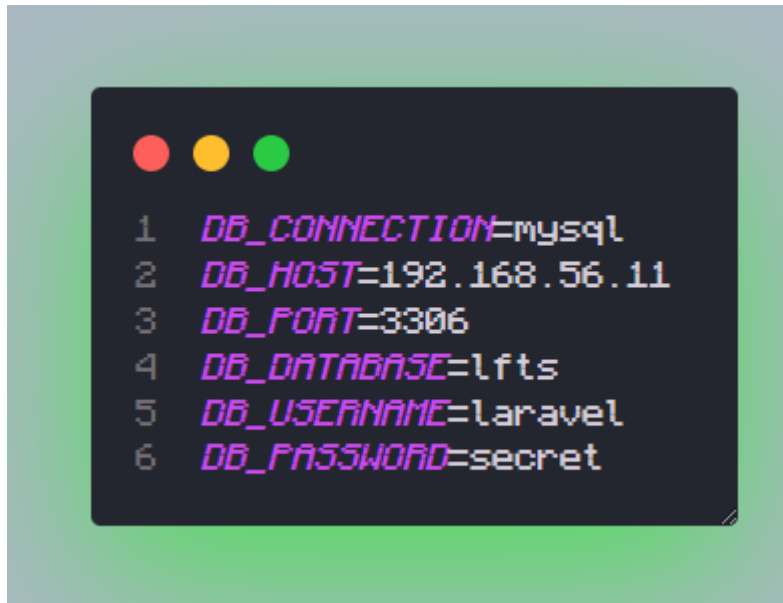 1 DB_CONNECTION=mysql
2 DB_HOST=192.168.56.11
3 DB_PORT=3306
4 DB_DATABASE=lfts
5 DB_USERNAME=laravel
6 DB_PASSWORD=secret